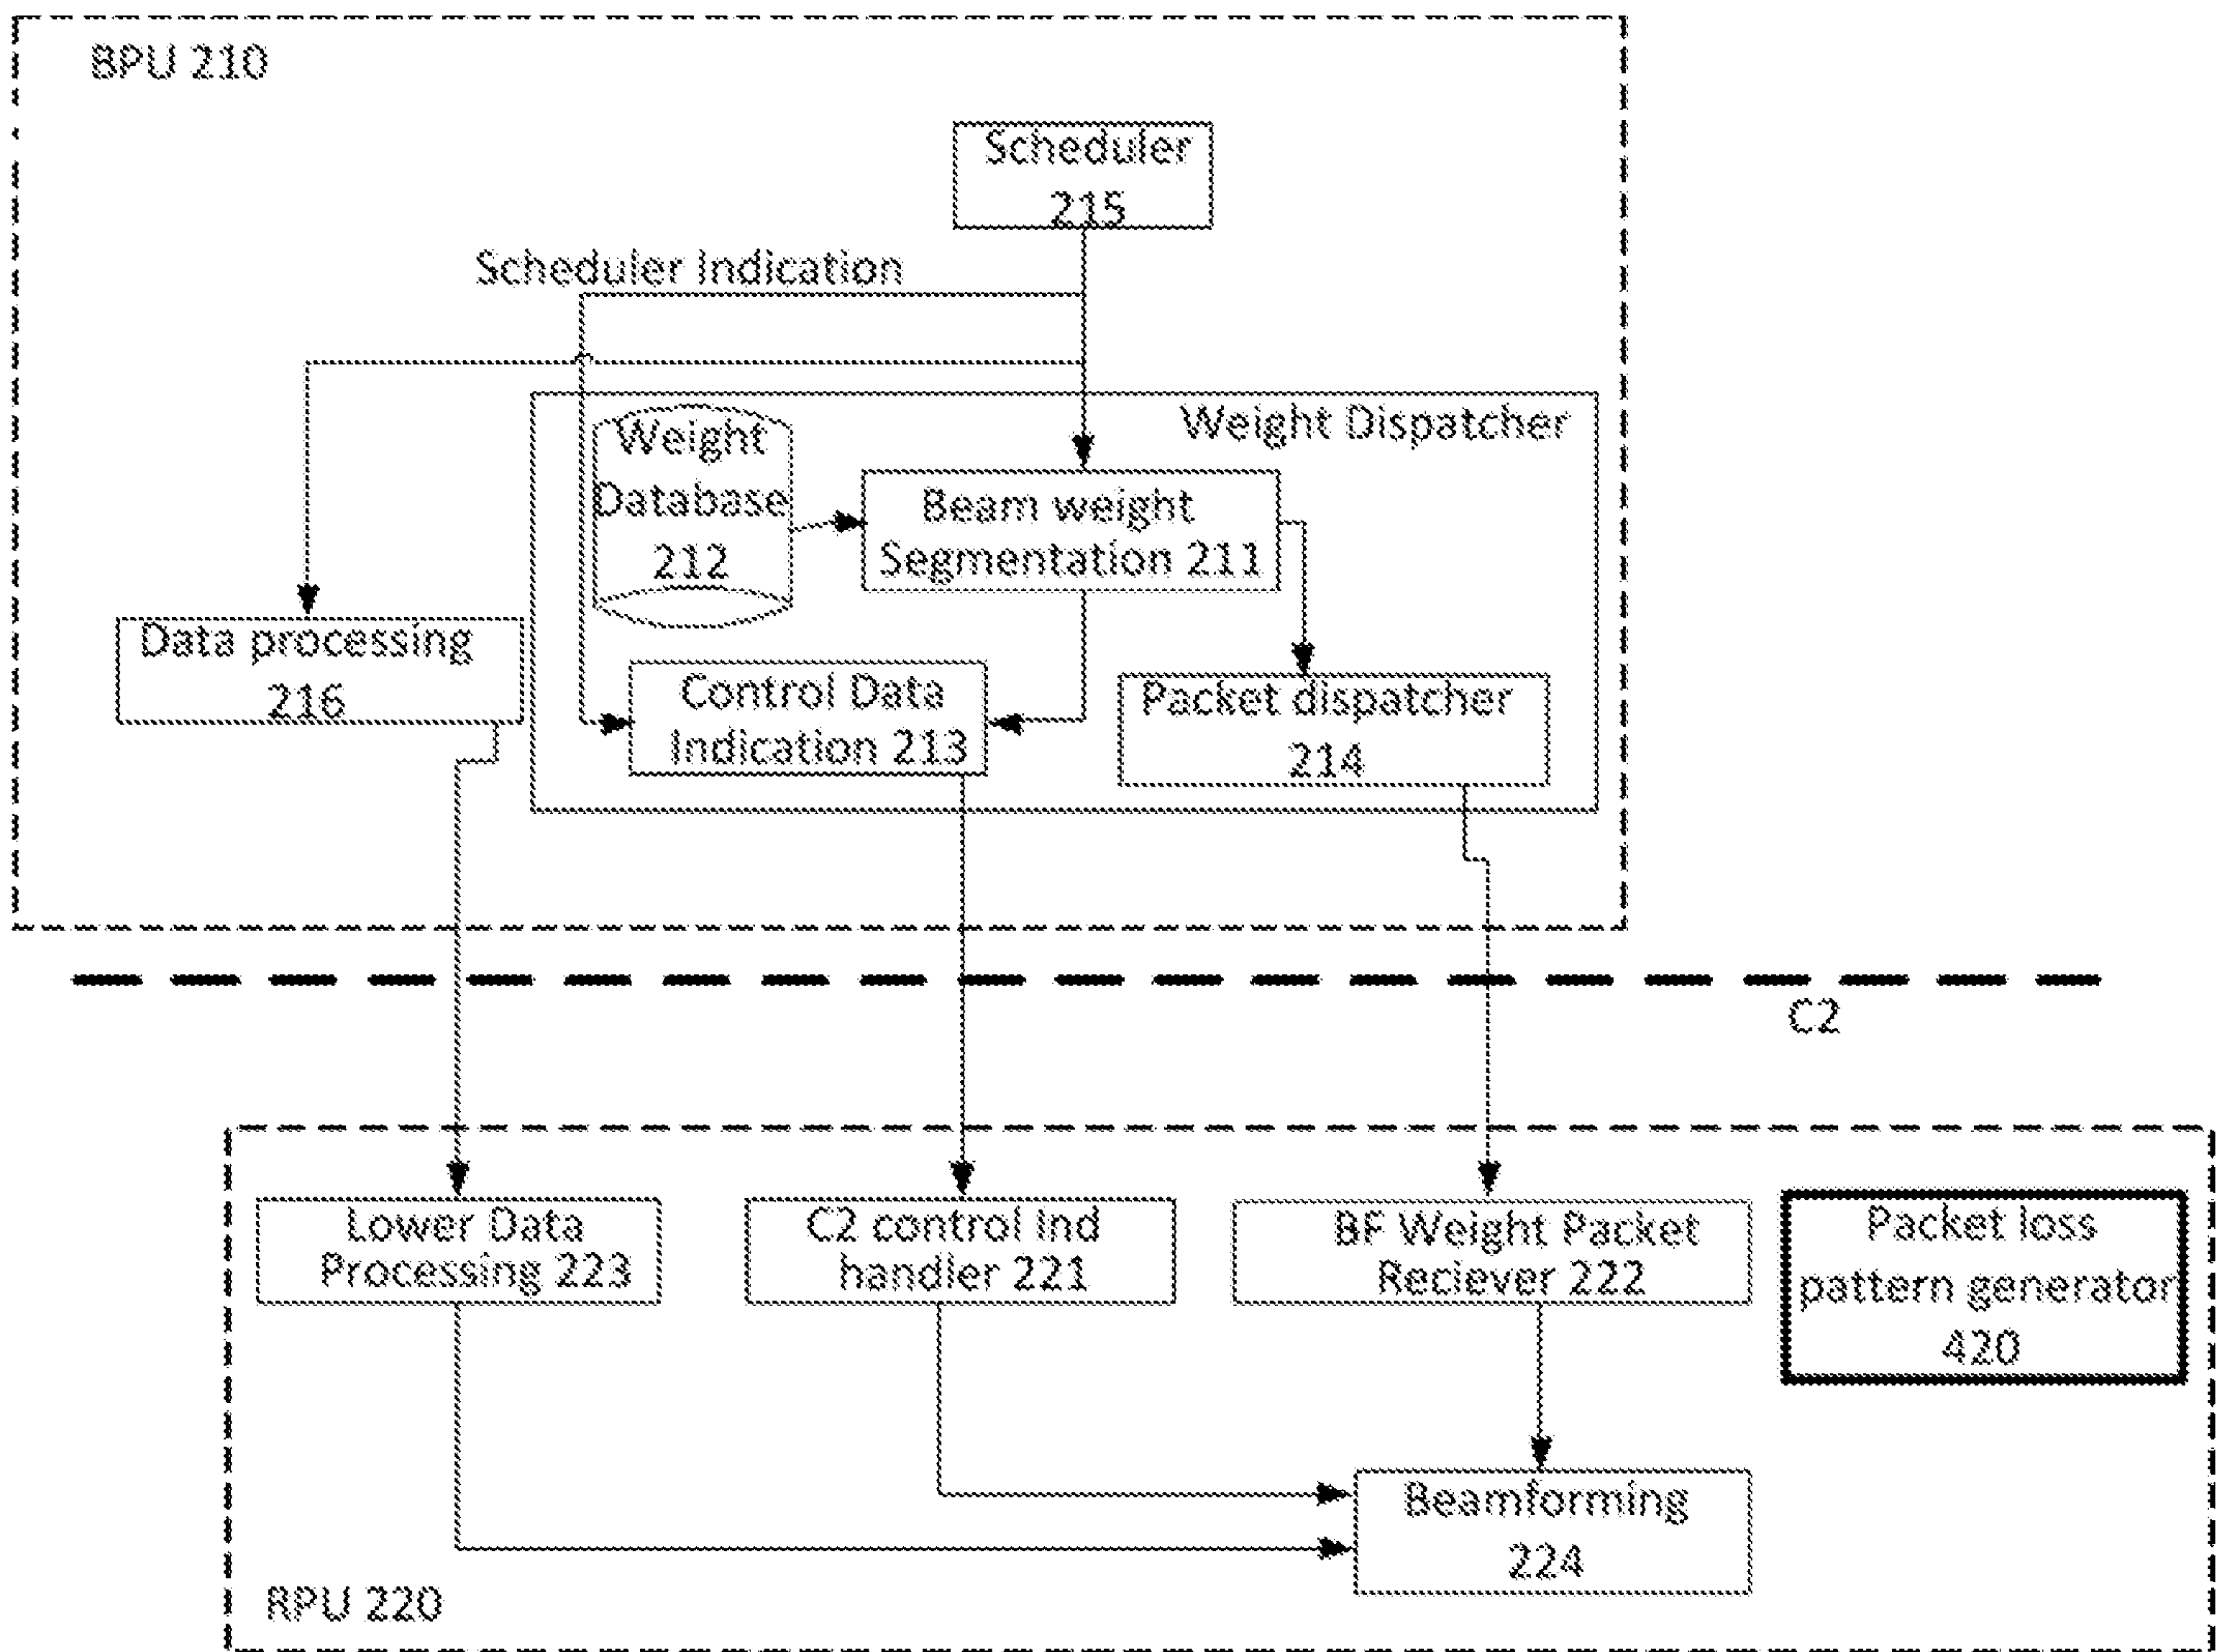 BPU 210
Scheduler
215
Scheduler Indication
Weight Dispatcher
Weight
Database
212
Beam weight
Segmentation 211
Data processing
216
Control Data
Indication 213
Packet dispatcher
214
C2
Lower Data
Processing 223
C2 control Ind
handler 221
BF Weight Packet
Reciever 222
Packet loss
pattern generator
420
Beamforming
224
RPU 220